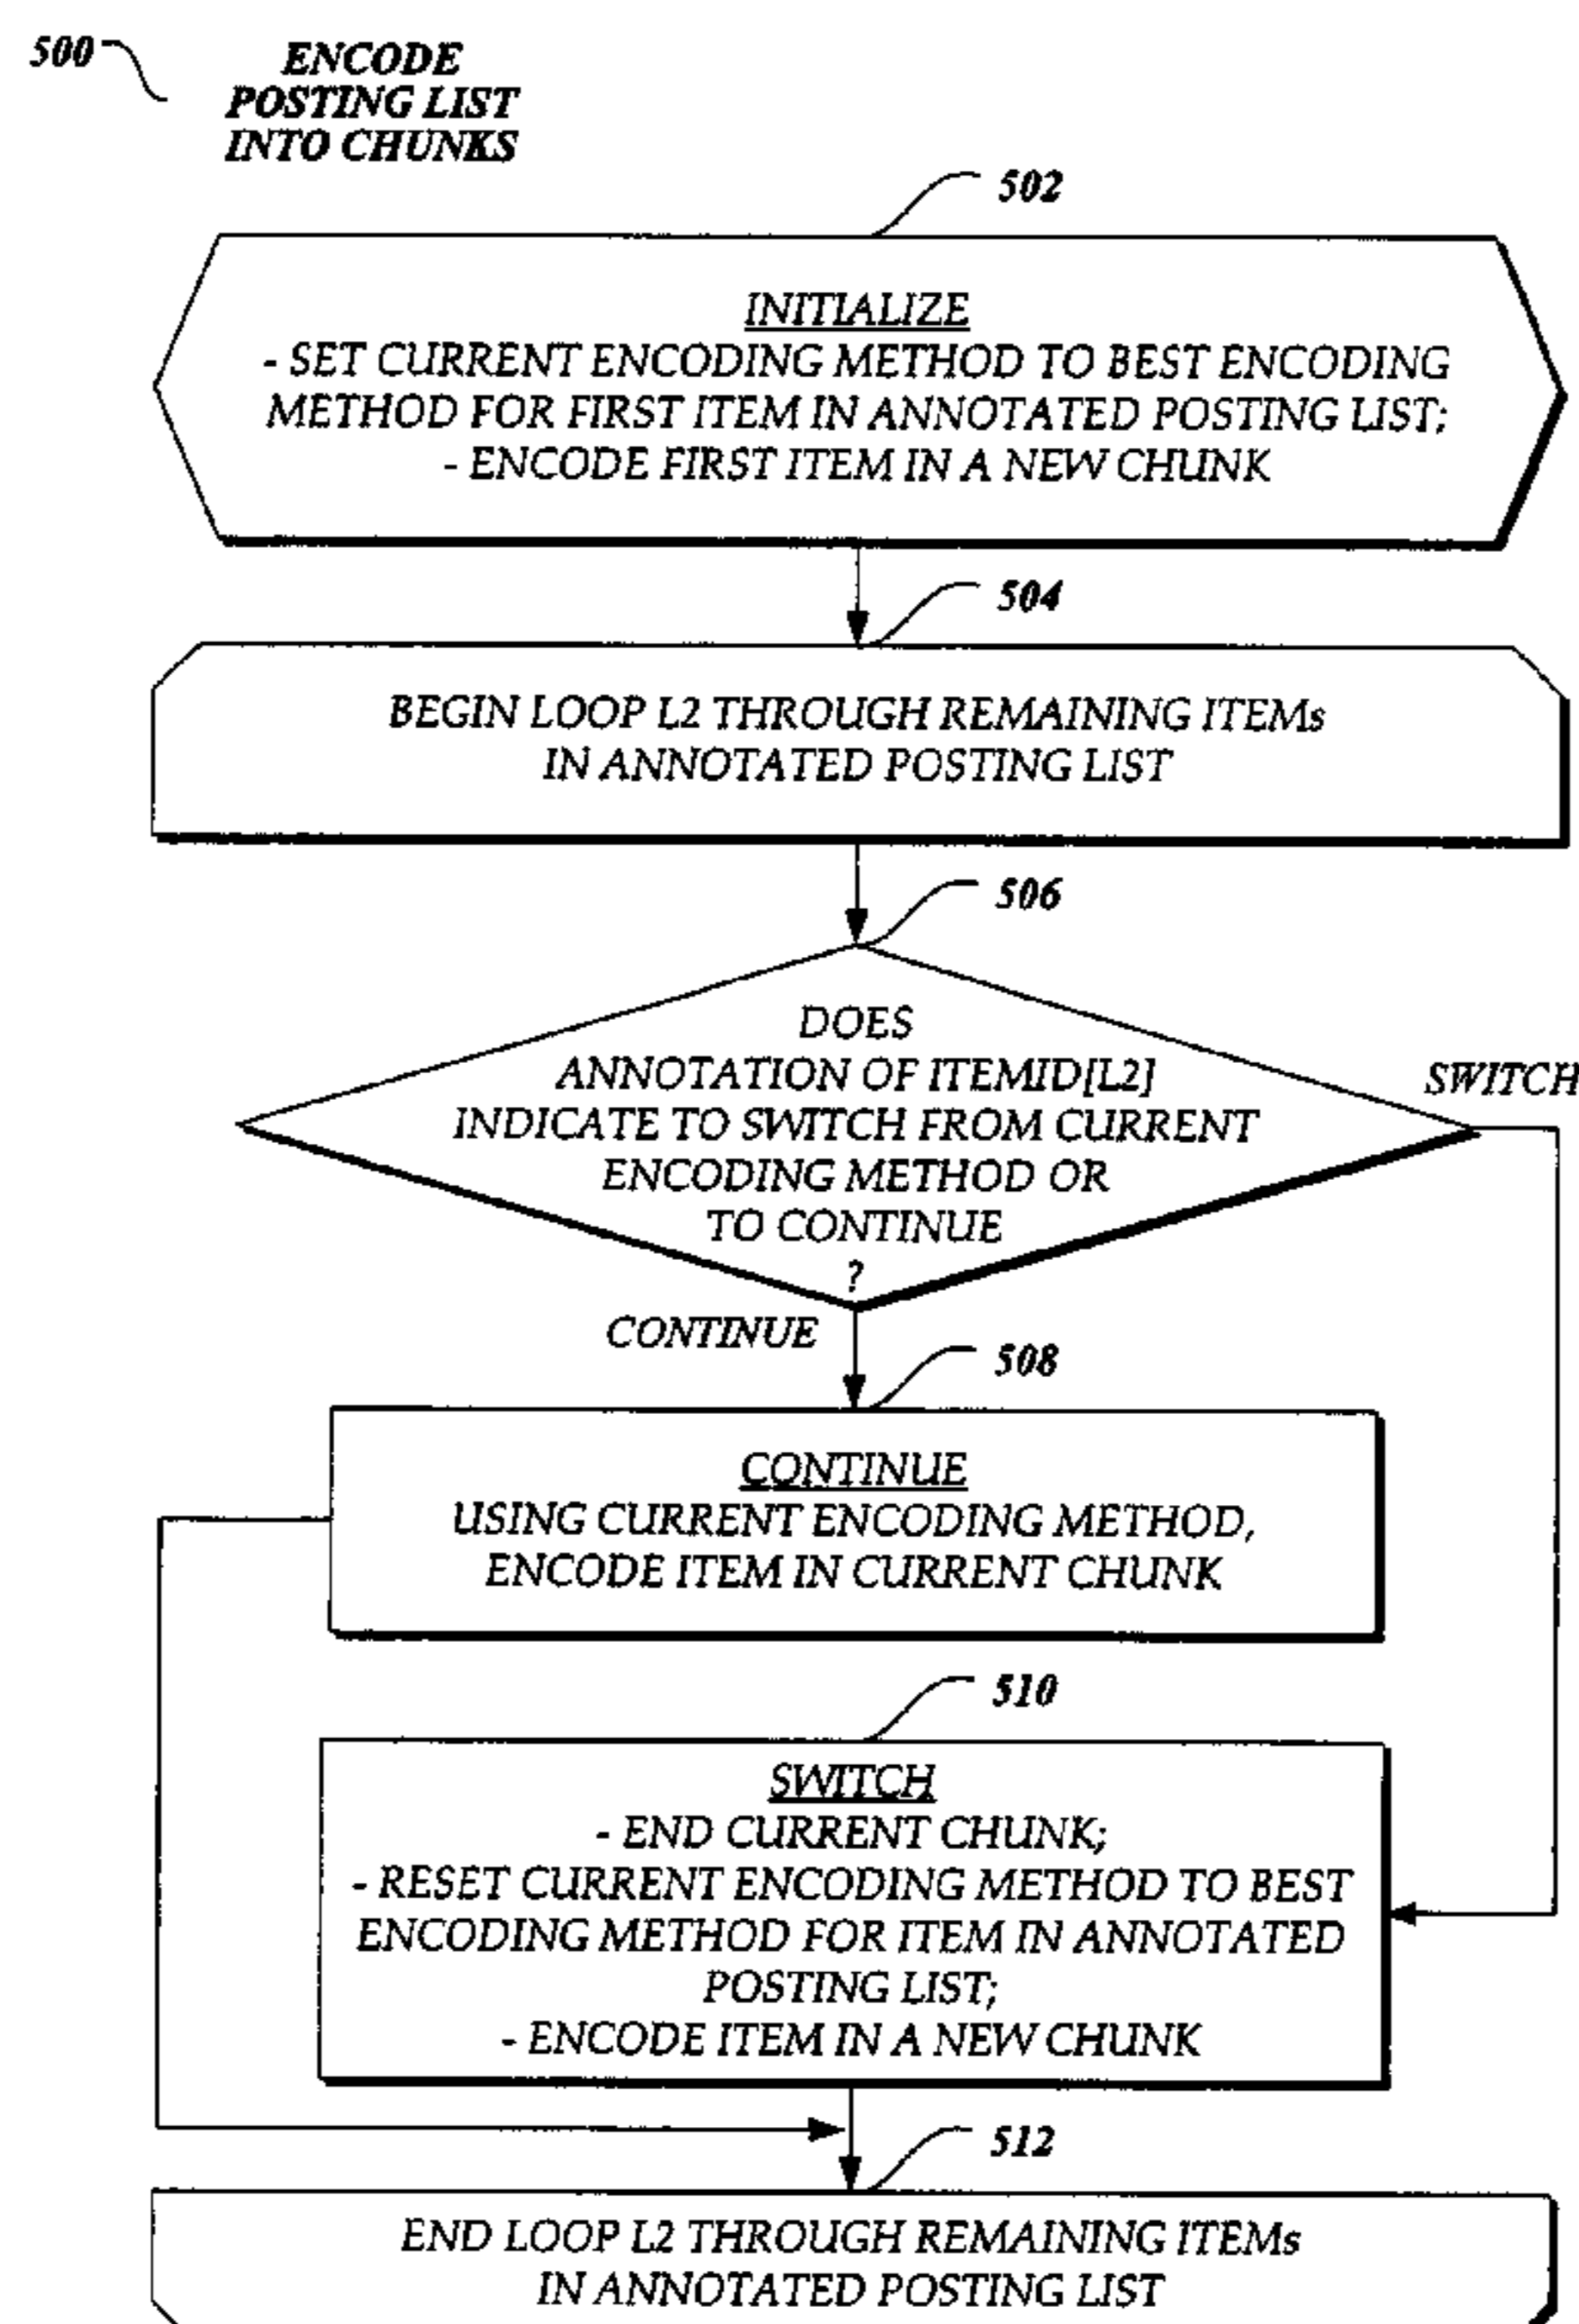 500
ENCODE
POSTING LIST
INTO CHUNKS
502
INITIALIZE
- SET CURRENT ENCODING METHOD TO BEST ENCODING
METHOD FOR FIRST ITEM IN ANNOTATED POSTING LIST;
- ENCODE FIRST ITEM IN A NEW CHUNK
504
BEGIN LOOP L2 THROUGH REMAINING ITEMs
IN ANNOTATED POSTING LIST
506
DOES
ANNOTATION OF ITEMID[L2]
INDICATE TO SWITCH FROM CURRENT
ENCODING METHOD OR
TO CONTINUE
?
SWITCH
CONTINUE
508
CONTINUE
USING CURRENT ENCODING METHOD,
ENCODE ITEM IN CURRENT CHUNK
510
SWITCH
- END CURRENT CHUNK;
- RESET CURRENT ENCODING METHOD TO BEST
ENCODING METHOD FOR ITEM IN ANNOTATED
POSTING LIST;
- ENCODE ITEM IN A NEW CHUNK
512
END LOOP L2 THROUGH REMAINING ITEMs
IN ANNOTATED POSTING LIST